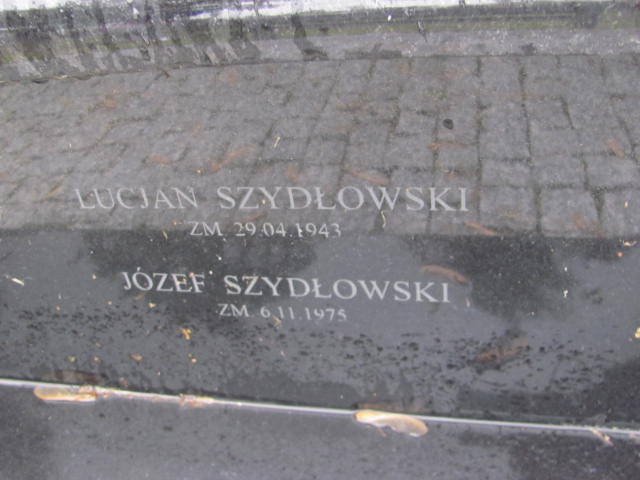 LUCJAN SZYDŁOWSKI
ZM. 29.04.1943
JÓZEF SZYDŁOWSKI
ZM. 6.11.1975